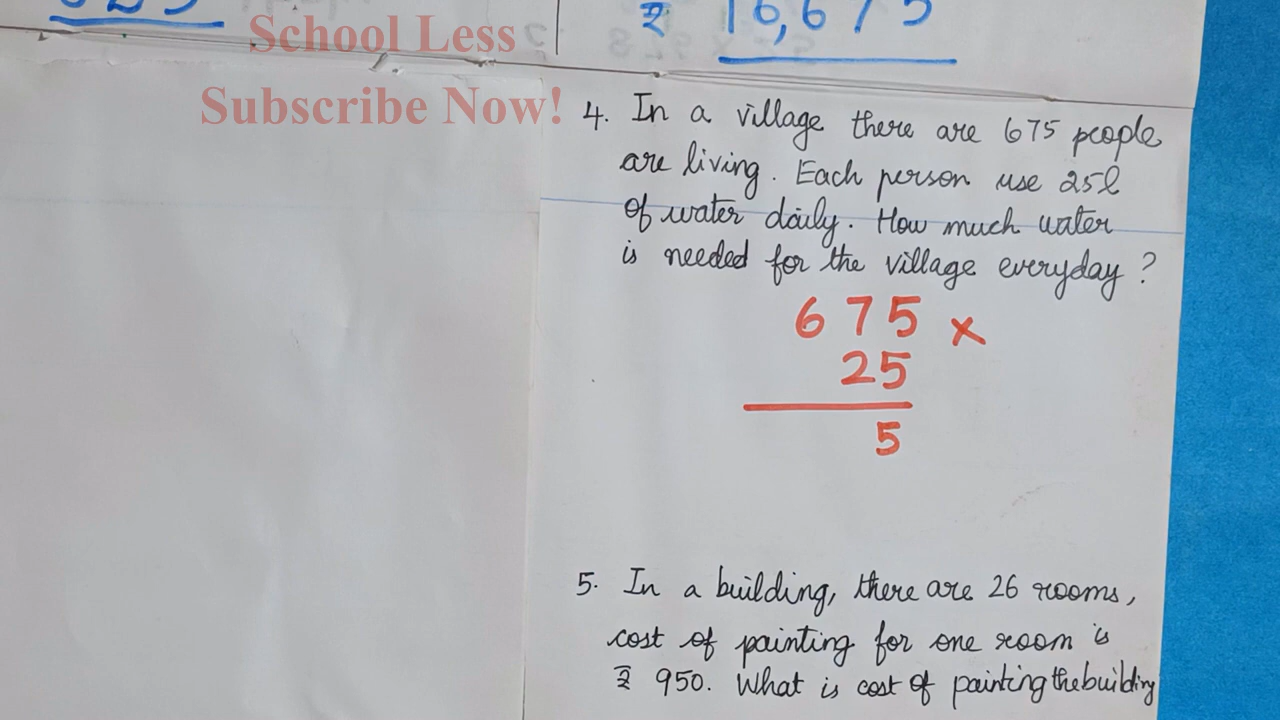 ₹ 16,675
School Less
Subscribe Now!
4. In a village there are 675 people
are living. Each person use 25l
of water daily. How much water
is needed for the village everyday?
675 x
25
5
5. In a building, there are 26 rooms,
cost of painting for one room is
₹ 950. What is cost of painting the building